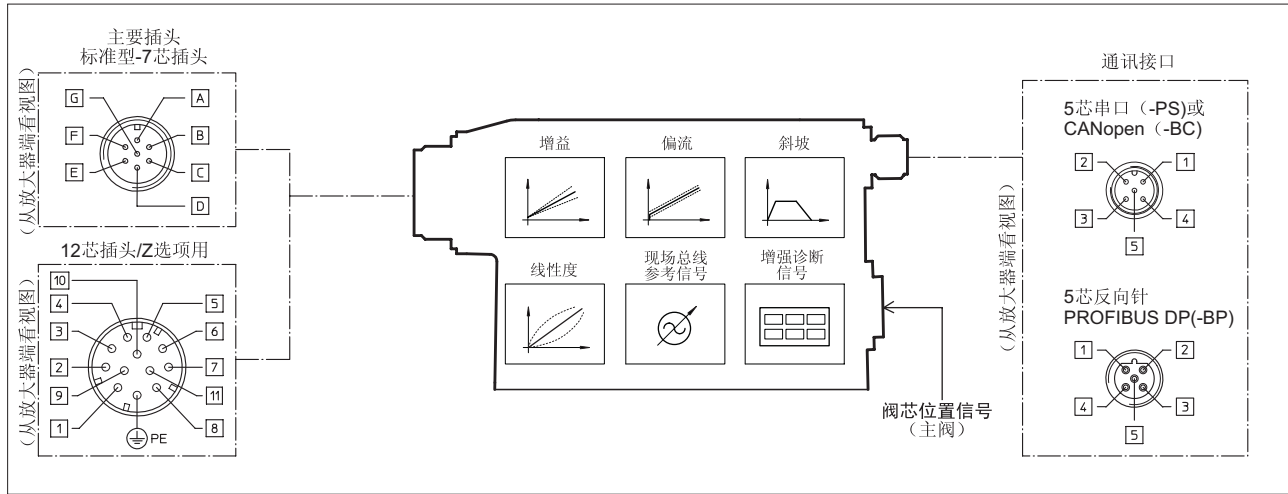 主要插头
标准型-7芯插头
（从放大器端看视图）
G
A
F
B
E
C
D
12芯插头/Z选项用
（从放大器端看视图）
10
4
5
3
6
2
7
9
11
1
8
PE
增益
偏流
斜坡
线性度
现场总线
参考信号
增强诊断
信号
阀芯位置信号
（主阀）
通讯接口
（从放大器端看视图）
5芯串口（-PS)或
CANopen（-BC)
2
1
3
4
5
5芯反向针
PROFIBUS DP(-BP)
1
2
4
3
5